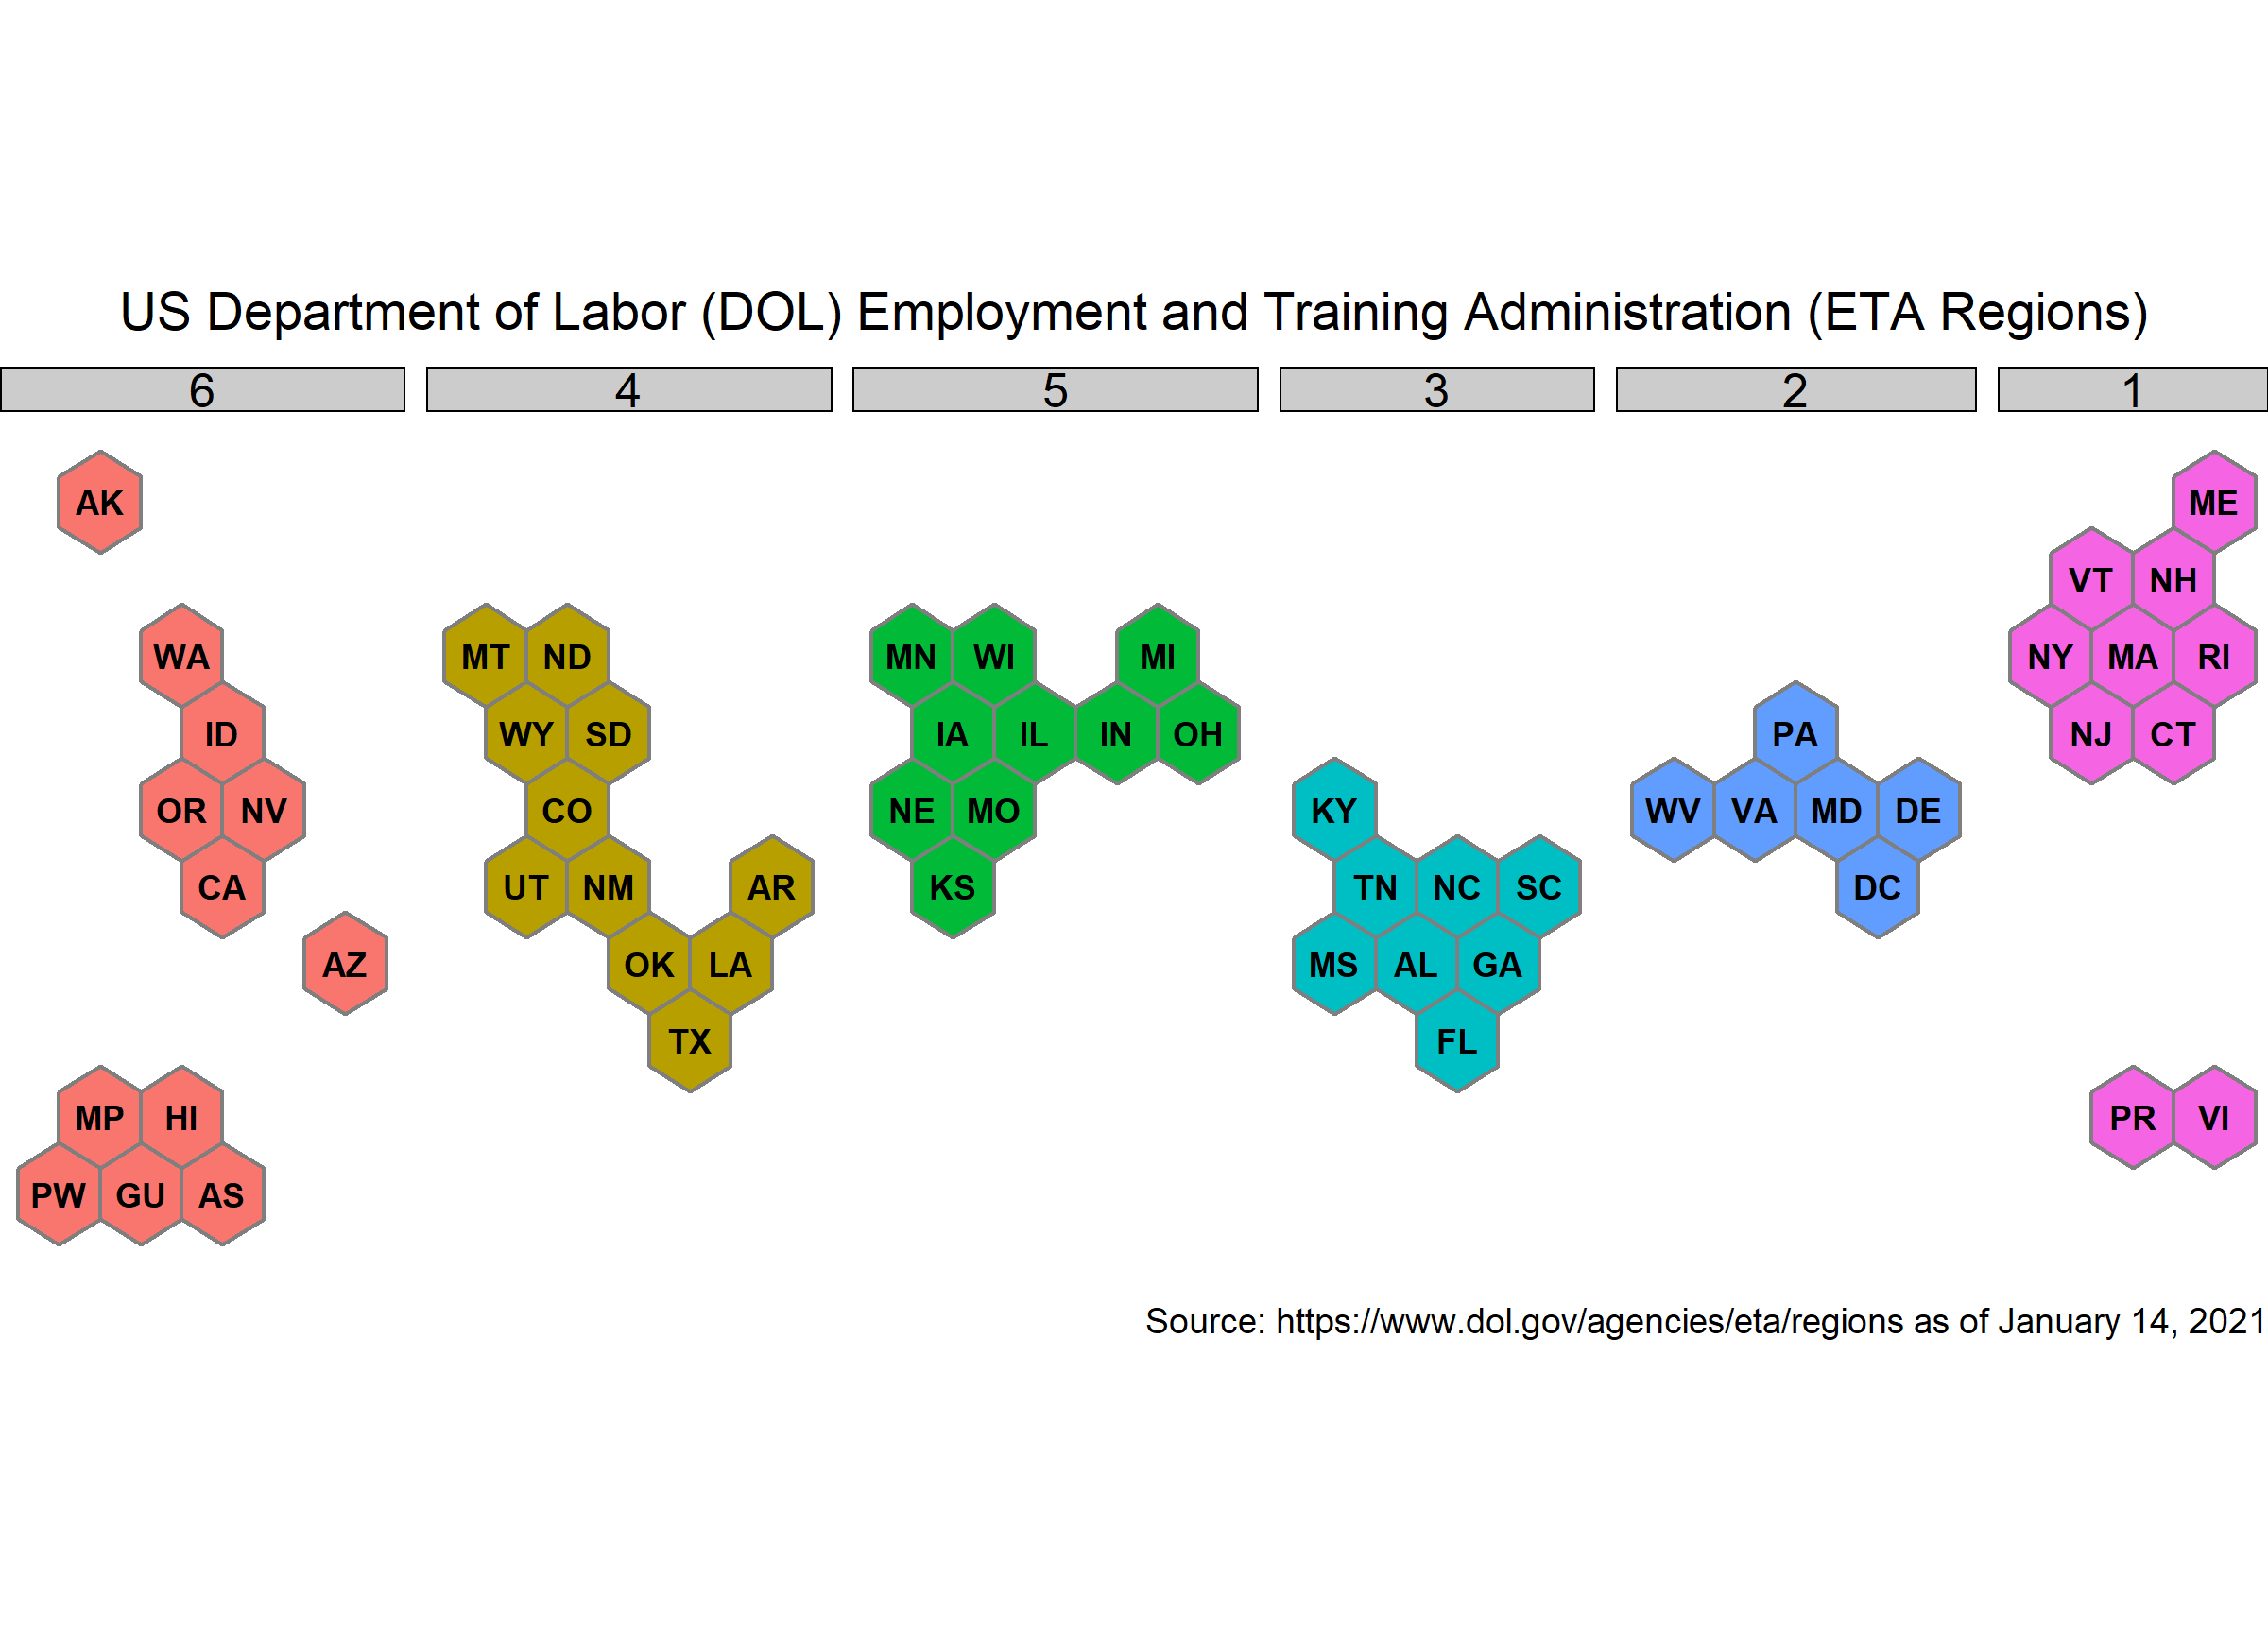 US Department of Labor (DOL) Employment and Training Administration (ETA Regions)
6
4
5
3
2
1
AK
WA
ID
OR NV
CA
AZ
MP HI
PW GU AS
MT ND
WY SD
CO
UT NM AR
OK LA
TX
MN WI MI
IA IL IN OH
NE MO
KS
KY
TN NC SC
MS AL GA
FL
PA
WV VA MD DE
DC
ME
VT NH
NY MA RI
NJ CT
PR VI
Source: https://www.dol.gov/agencies/eta/regions as of January 14, 2021